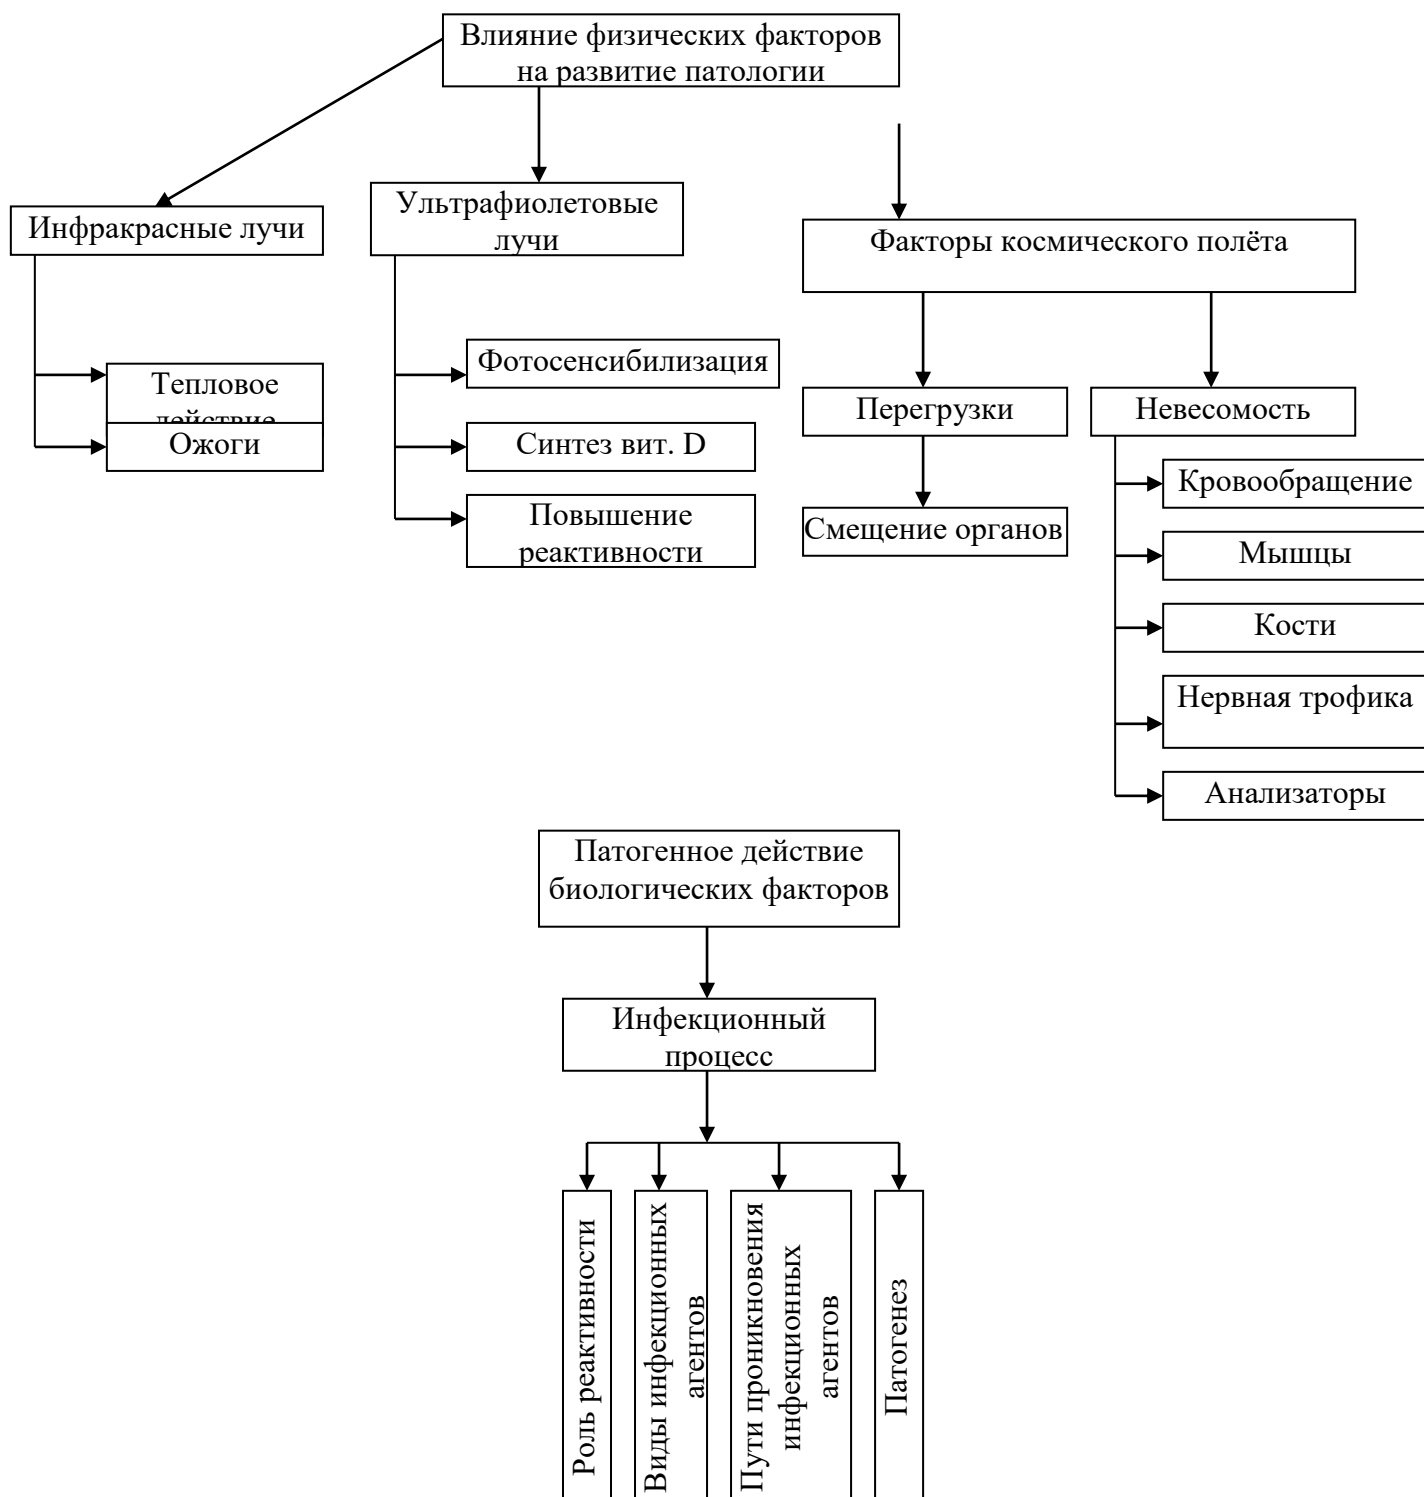 Влияние физических факторов
на развитие патологии
Инфракрасные лучи
Ультрафиолетовые
лучи
Факторы космического полёта
Тепловое
действие
Ожоги
Фотосенсибилизация
Синтез вит. D
Повышение
реактивности
Перегрузки
Смещение органов
Невесомость
Кровообращение
Мышцы
Кости
Нервная трофика
Анализаторы
Патогенное действие
биологических факторов
Инфекционный
процесс
Роль реактивности
Виды инфекционных
агентов
Пути проникновения
инфекционных
агентов
Патогенез